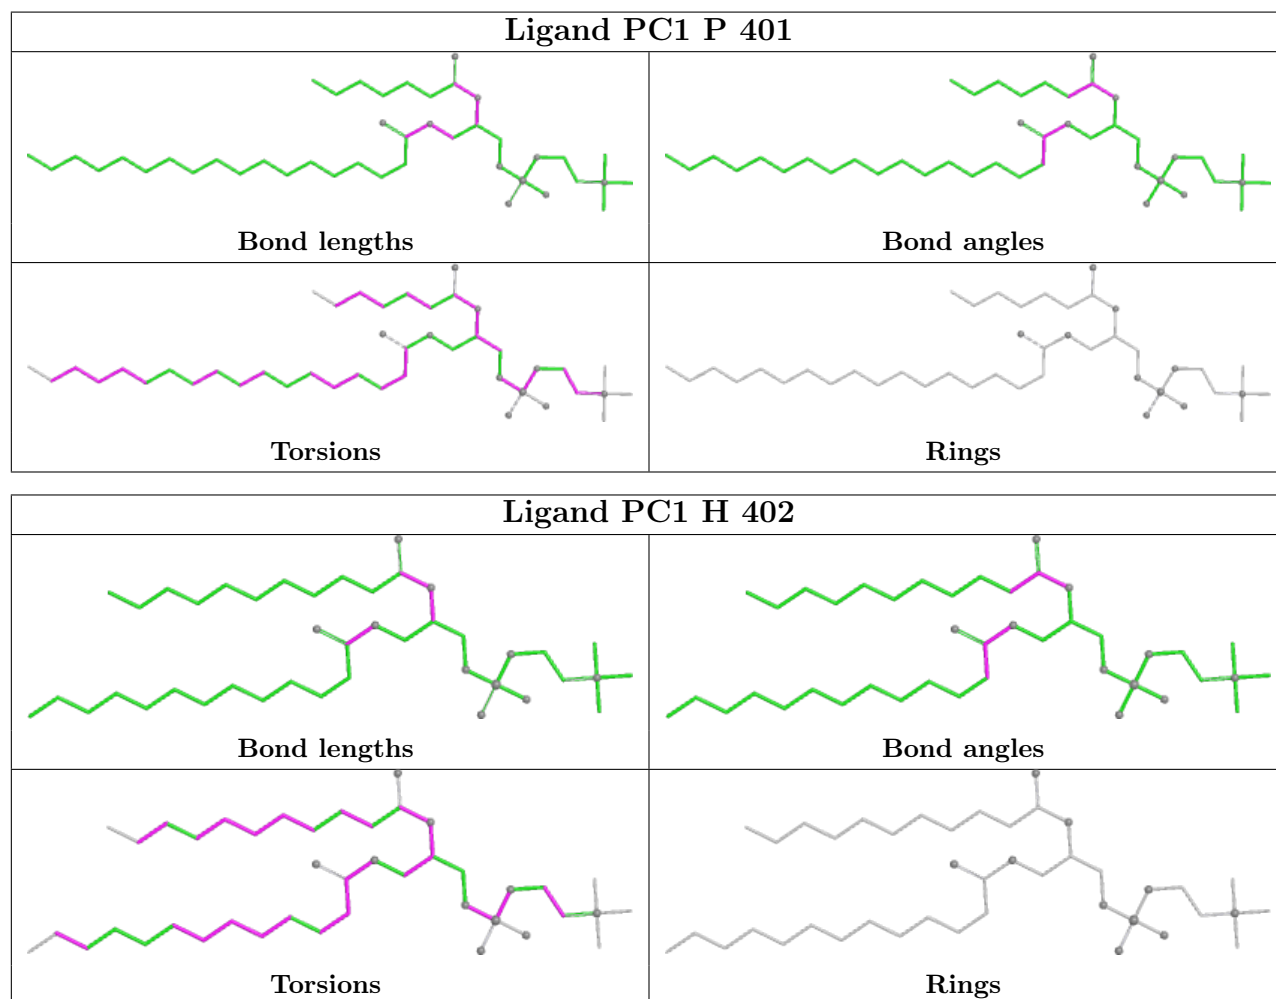 Ligand PC1 P 401
Bond lengths
Bond angles
Torsions
Rings
Ligand PC1 H 402
Bond lengths
Bond angles
Torsions
Rings